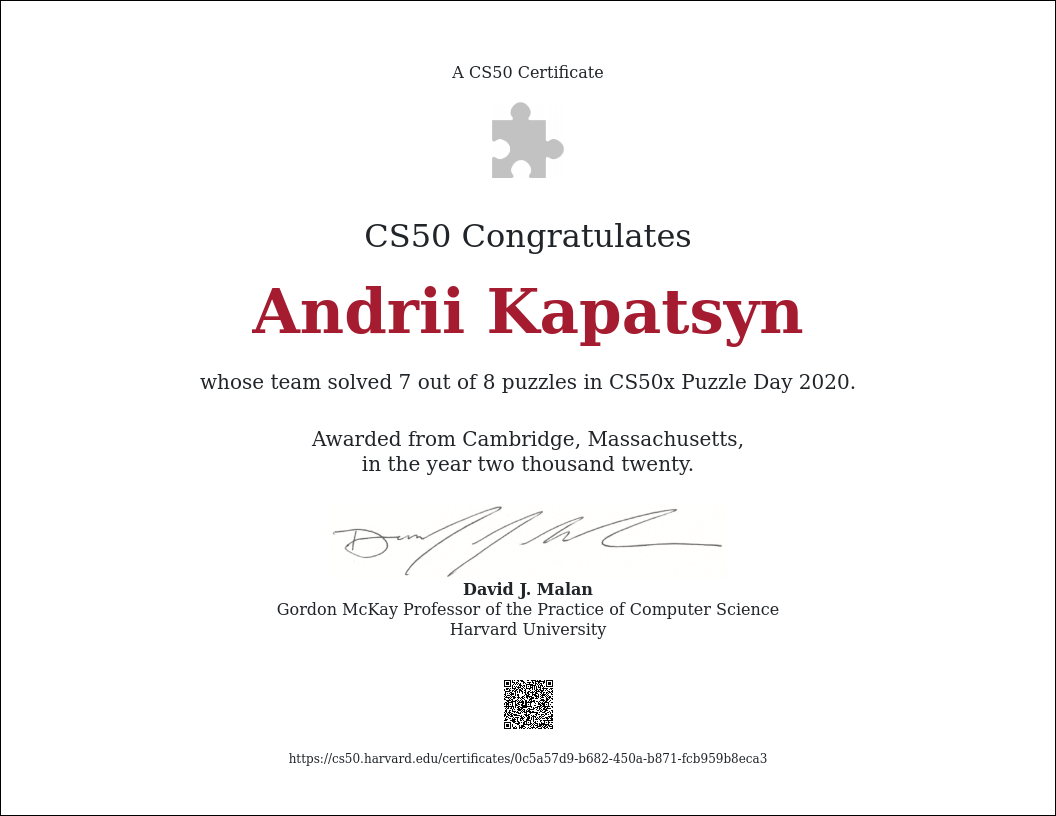 A CS50 Certificate
CS50 Congratulates
Andrii Kapatsyn
whose team solved 7 out of 8 puzzles in CS50x Puzzle Day 2020.
Awarded from Cambridge, Massachusetts,
in the year two thousand twenty.
David J. Malan
Gordon McKay Professor of the Practice of Computer Science
Harvard University
https://cs50.harvard.edu/certificates/0c5a57d9-b682-450a-b871-fcb959b8eca3